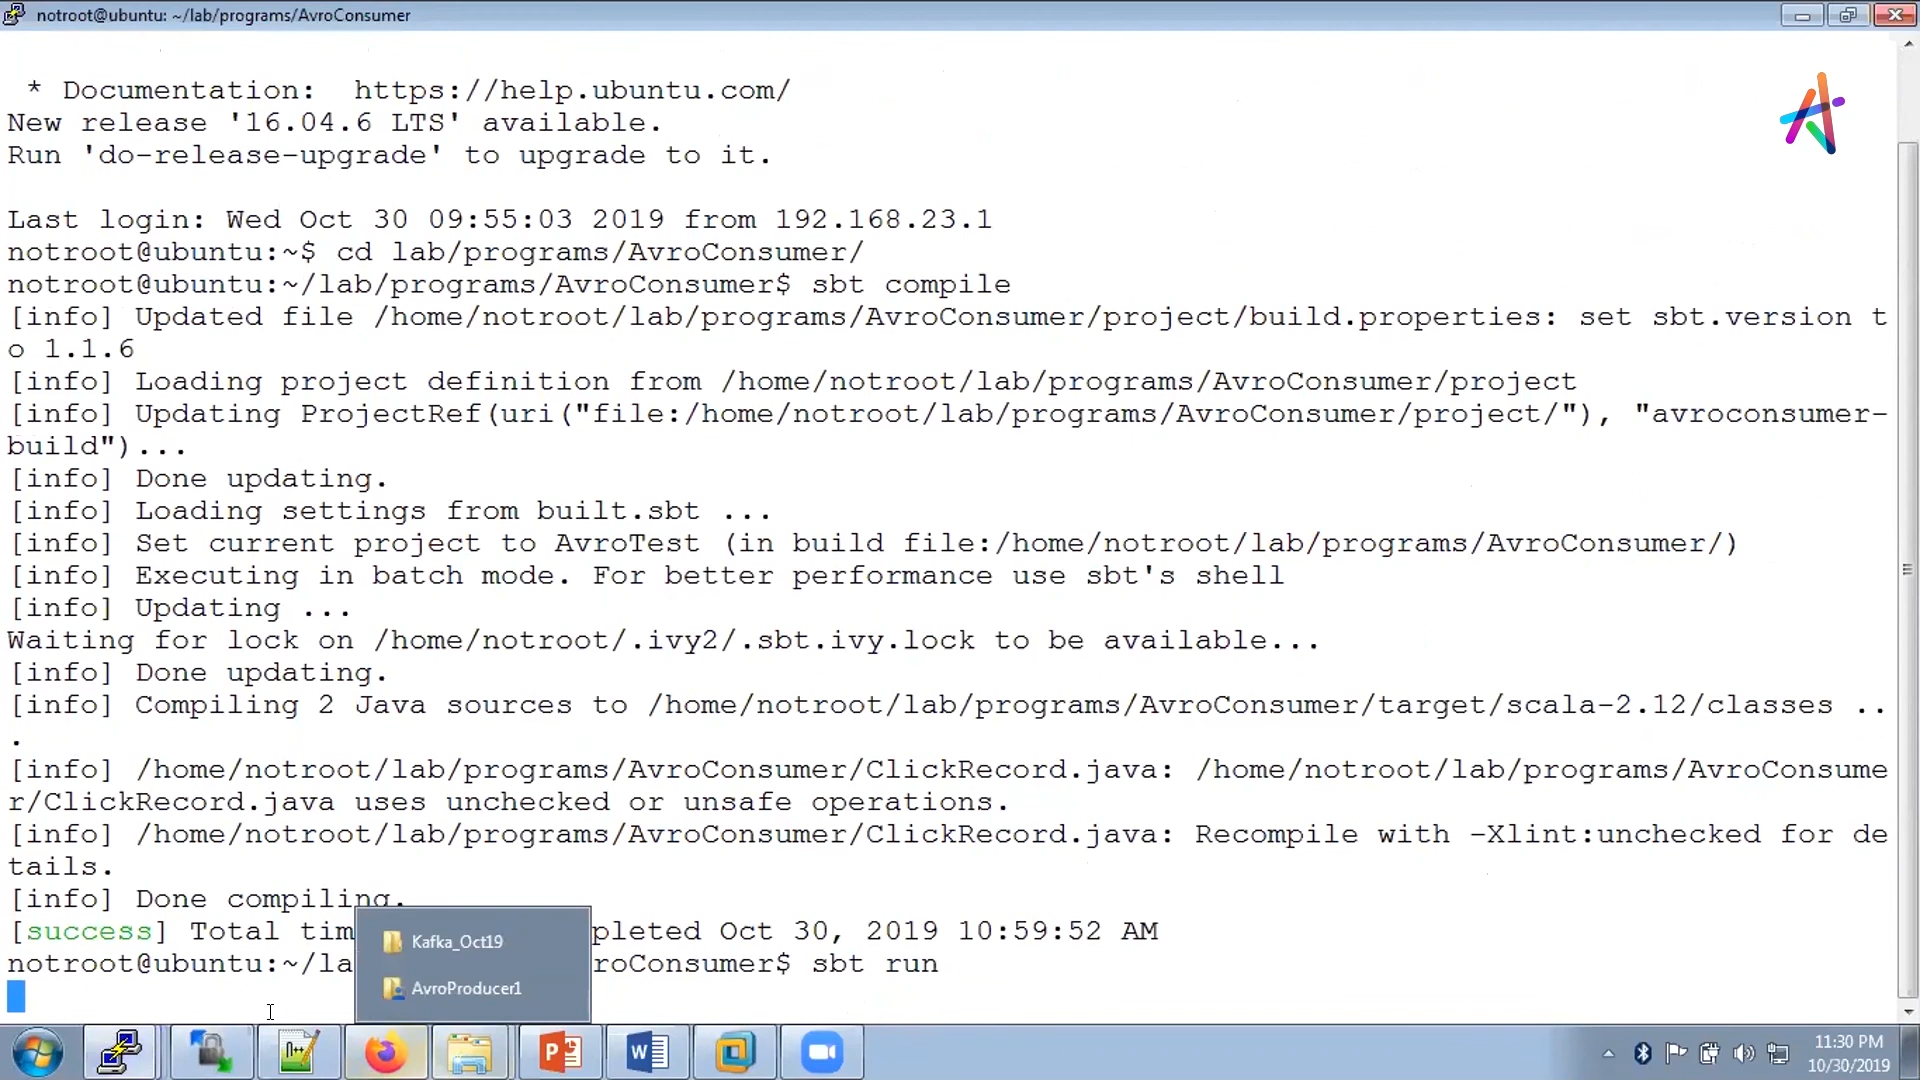 notroot@ubuntu: ~/lab/programs/AvroConsumer
* Documentation:  https://help.ubuntu.com/
New release '16.04.6 LTS' available.
Run 'do-release-upgrade' to upgrade to it.
Last login: Wed Oct 30 09:55:03 2019 from 192.168.23.1
notroot@ubuntu:~$ cd lab/programs/AvroConsumer/
notroot@ubuntu:~/lab/programs/AvroConsumer$ sbt compile
[info] Updated file /home/notroot/lab/programs/AvroConsumer/project/build.properties: set sbt.version t
o 1.1.6
[info] Loading project definition from /home/notroot/lab/programs/AvroConsumer/project
[info] Updating ProjectRef(uri("file:/home/notroot/lab/programs/AvroConsumer/project/"), "avroconsumer-
build")...
[info] Done updating.
[info] Loading settings from built.sbt ...
[info] Set current project to AvroTest (in build file:/home/notroot/lab/programs/AvroConsumer/)
[info] Executing in batch mode. For better performance use sbt's shell
[info] Updating ...
Waiting for lock on /home/notroot/.ivy2/.sbt.ivy.lock to be available...
[info] Done updating.
[info] Compiling 2 Java sources to /home/notroot/lab/programs/AvroConsumer/target/scala-2.12/classes ..
.
[info] /home/notroot/lab/programs/AvroConsumer/ClickRecord.java: /home/notroot/lab/programs/AvroConsume
r/ClickRecord.java uses unchecked or unsafe operations.
[info] /home/notroot/lab/programs/AvroConsumer/ClickRecord.java: Recompile with -Xlint:unchecked for de
tails.
[info] Done compiling.
[success] Total tim pleted Oct 30, 2019 10:59:52 AM
notroot@ubuntu:~/la roConsumer$ sbt run
Kafka_Oct19
AvroProducer1
11:30 PM
10/30/2019